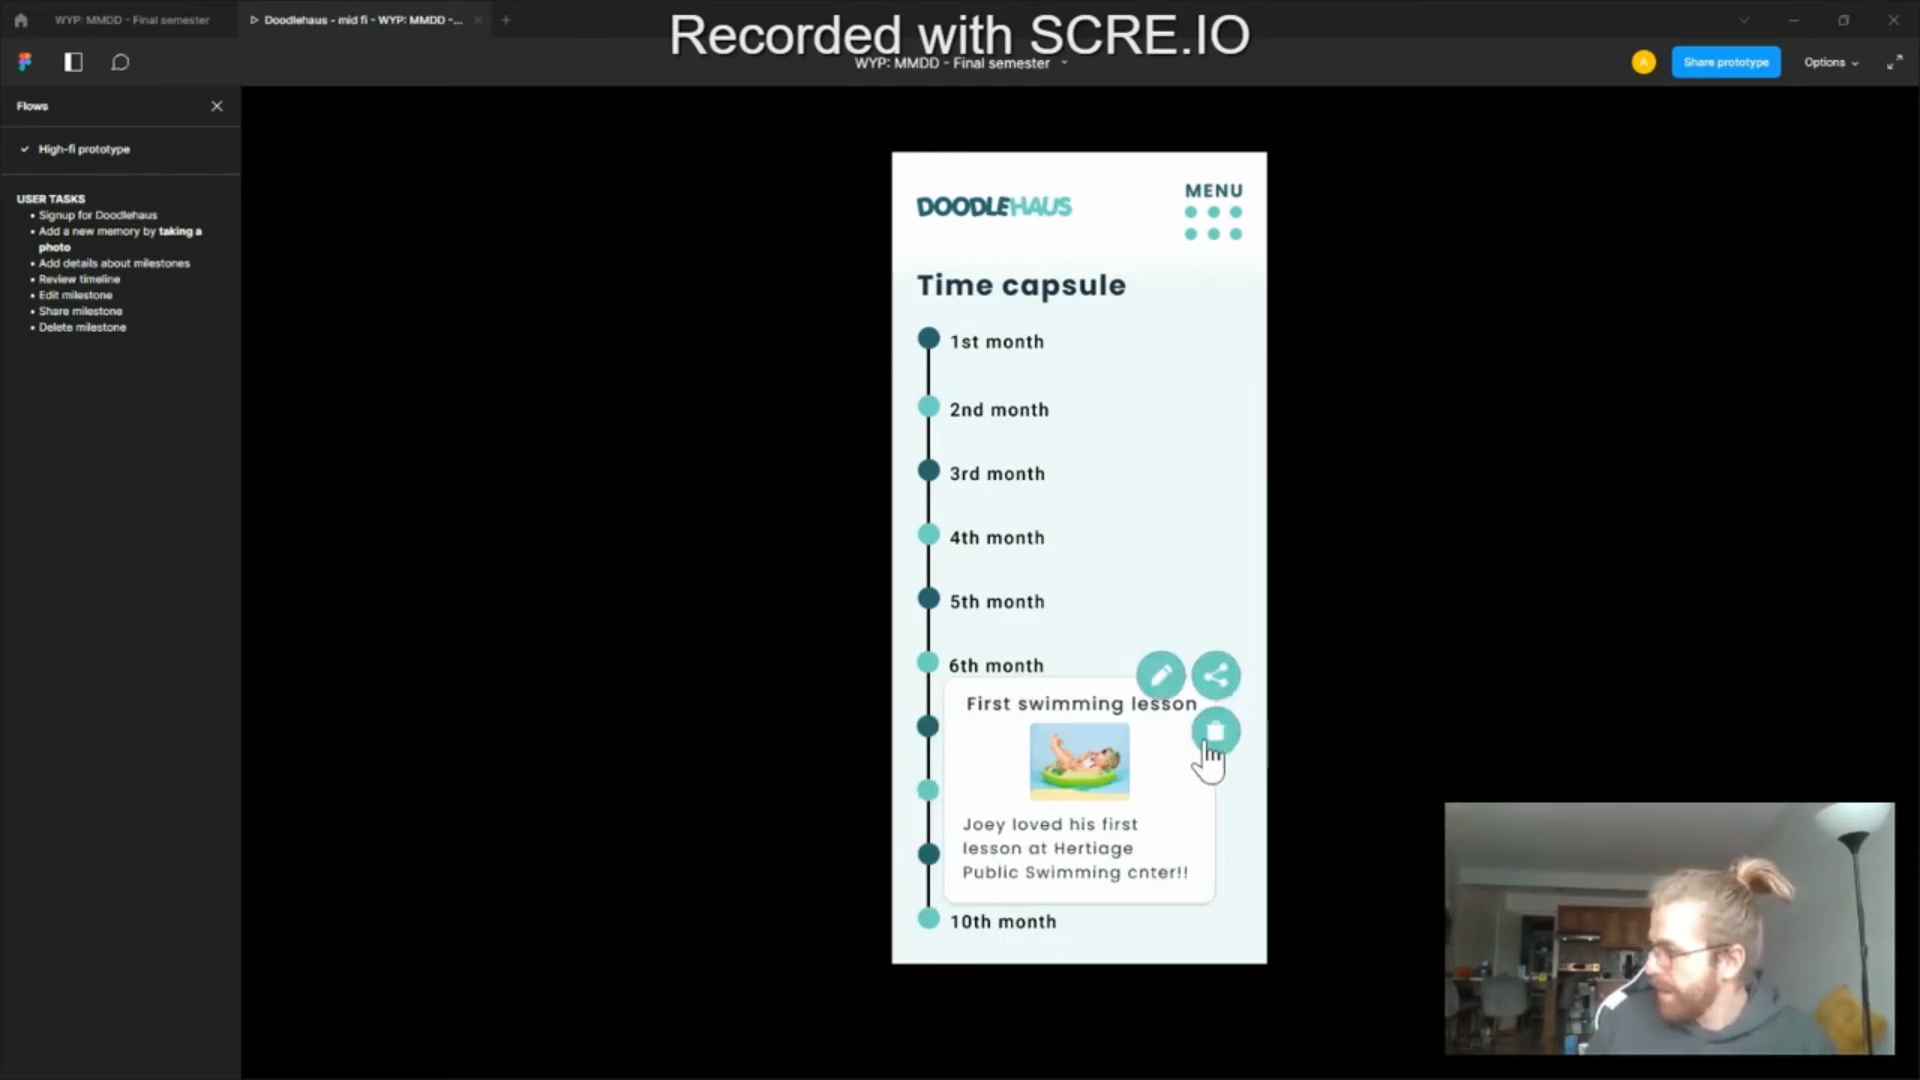 WYP: MMDD - Final semester
Doodlehaus - mid fi - WYP: MMDD -...
Recorded with SCRE.IO
WYP: MMDD - Final semester
A
Share prototype
Options
Flows
High-fi prototype
USER TASKS
Signup for Doodlehaus
Add a new memory by taking a
photo
Add details about milestones
Review timeline
Edit milestone
Share milestone
Delete milestone
DOODLEHAUS
MENU
Time capsule
1st month
2nd month
3rd month
4th month
5th month
6th month
First swimming lesson
Joey loved his first
lesson at Hertiage
Public Swimming cnter!!
10th month